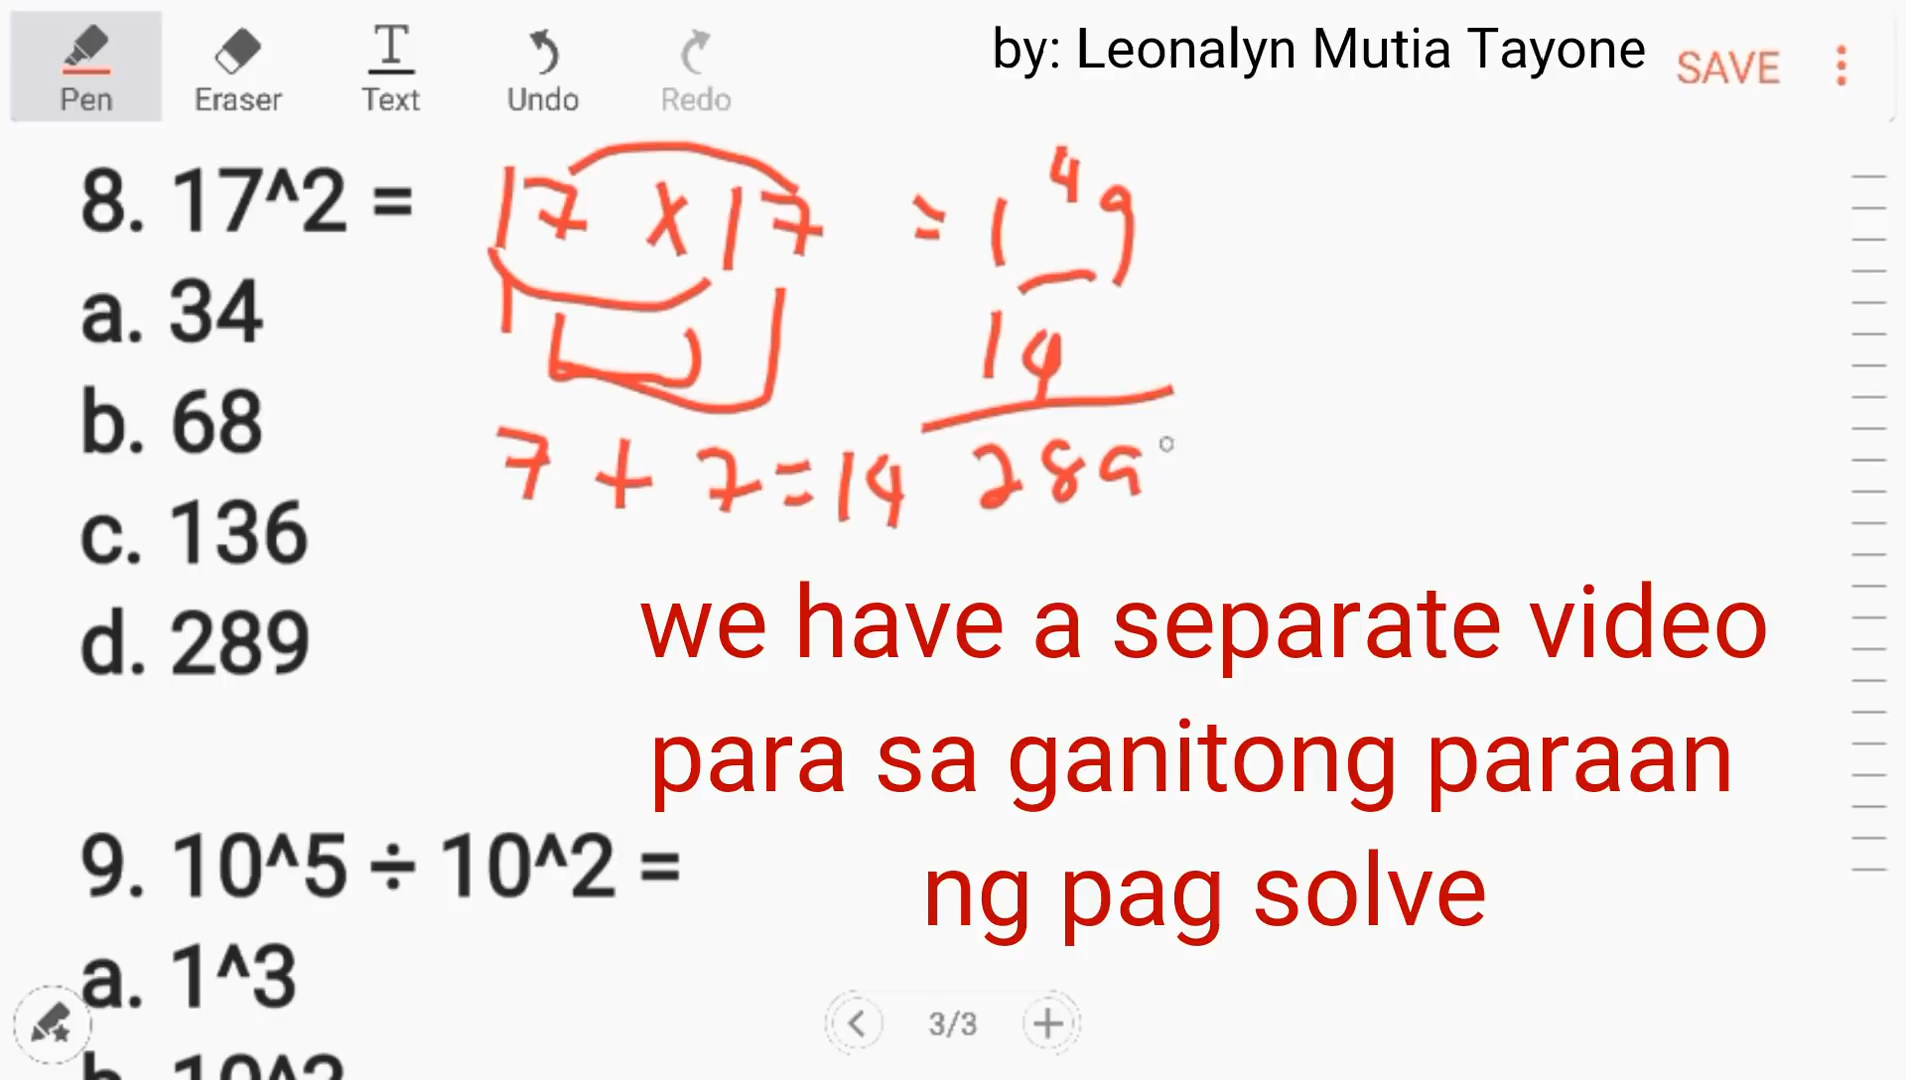 by: Leonalyn Mutia Tayone
SAVE
Pen
Eraser
Text
Undo
Redo
8. 17^2 =
17 x 17 = 1 4 9
14
7 + 7 = 14
289
a. 34
b. 68
c. 136
d. 289
we have a separate video
para sa ganitong paraan
ng pag solve
9. 10^5 ÷ 10^2 =
a. 1^3
3/3